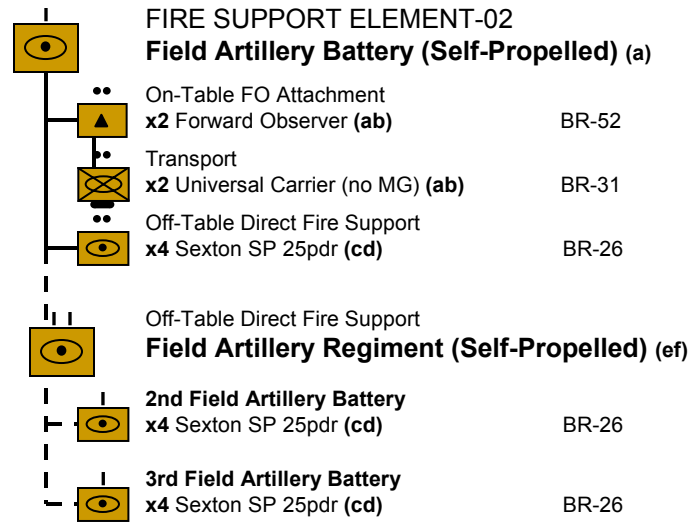 FIRE SUPPORT ELEMENT-02
Field Artillery Battery (Self-Propelled) (a)
On-Table FO Attachment
x2 Forward Observer (ab) BR-52
Transport
x2 Universal Carrier (no MG) (ab) BR-31
Off-Table Direct Fire Support
x4 Sexton SP 25pdr (cd) BR-26
Off-Table Direct Fire Support
Field Artillery Regiment (Self-Propelled) (ef)
2nd Field Artillery Battery
x4 Sexton SP 25pdr (cd) BR-26
3rd Field Artillery Battery
x4 Sexton SP 25pdr (cd) BR-26